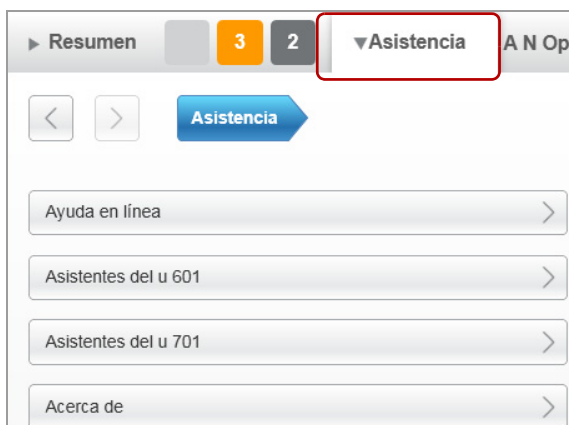 Resumen 3 2 Asistencia A N Op
Asistencia
Ayuda en línea
Asistentes del u 601
Asistentes del u 701
Acerca de